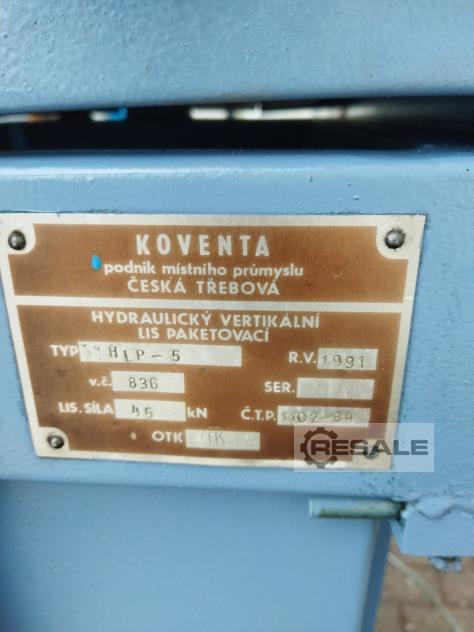 KOVENTA
podnik místního průmyslu
ČESKÁ TŘEBOVÁ
HYDRAULICKÝ VERTIKÁLNÍ
LIS PAKETOVACÍ
TYP HLP-5 R.V. 1991
v.č. 836 SER.
LIS. SÍLA 45 kN Č.T.P.
OTK
RESALE